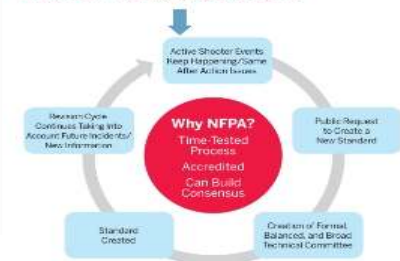 Active Shooter Events
Keep Happening/Same
After Action Issues
Public Request
to Create a
New Standard
Creation of Formal,
Balanced, and Broad
Technical Committee
Standard
Created
Revision Cycle
Continues Taking Into
Account Future Incidents/
New Information
Why NFPA?
Time-Tested
Process
Accredited
Can Build
Consensus